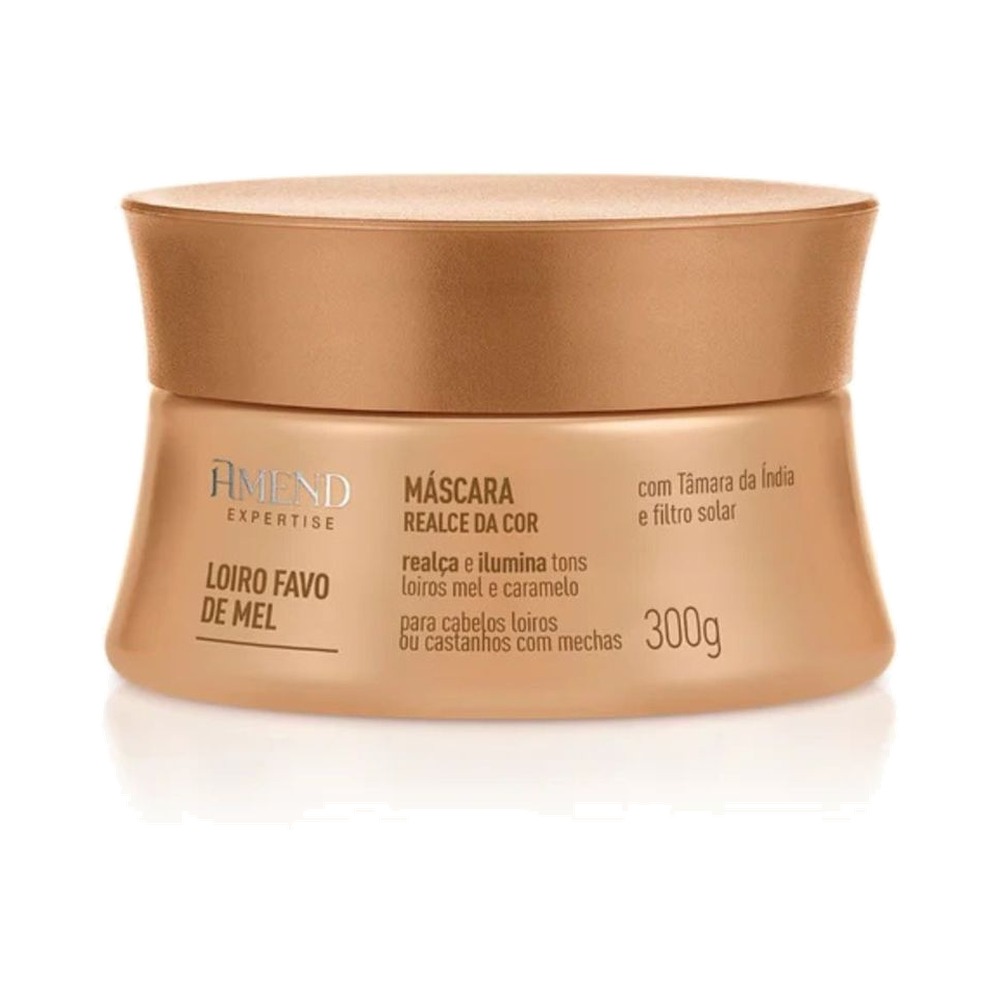 AMEND
EXPERTISE
LOIRO FAVO
DE MEL
MÁSCARA
REALCE DA COR
realça e ilumina tons
loiros mel e caramelo
para cabelos loiros
ou castanhos com mechas
com Tâmara da Índia
e filtro solar
300g